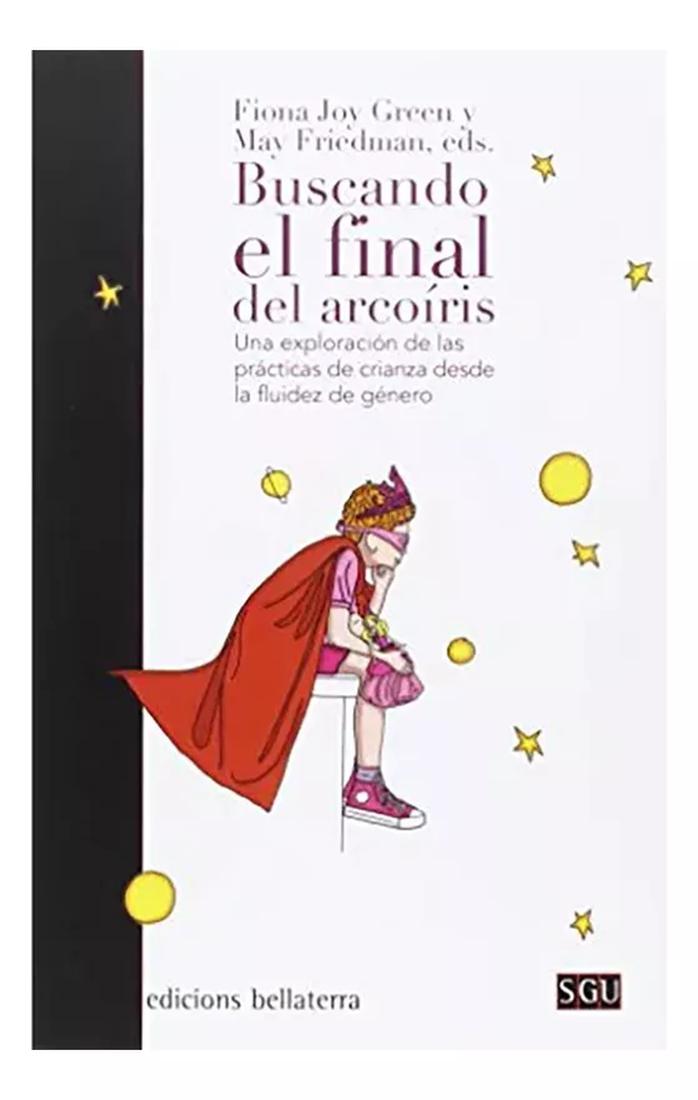 Fiona Joy Green y
May Friedman, eds.
Buscando
el final
del arcoíris
Una exploración de las
prácticas de crianza desde
la fluidez de género
edicions bellaterra
SGU